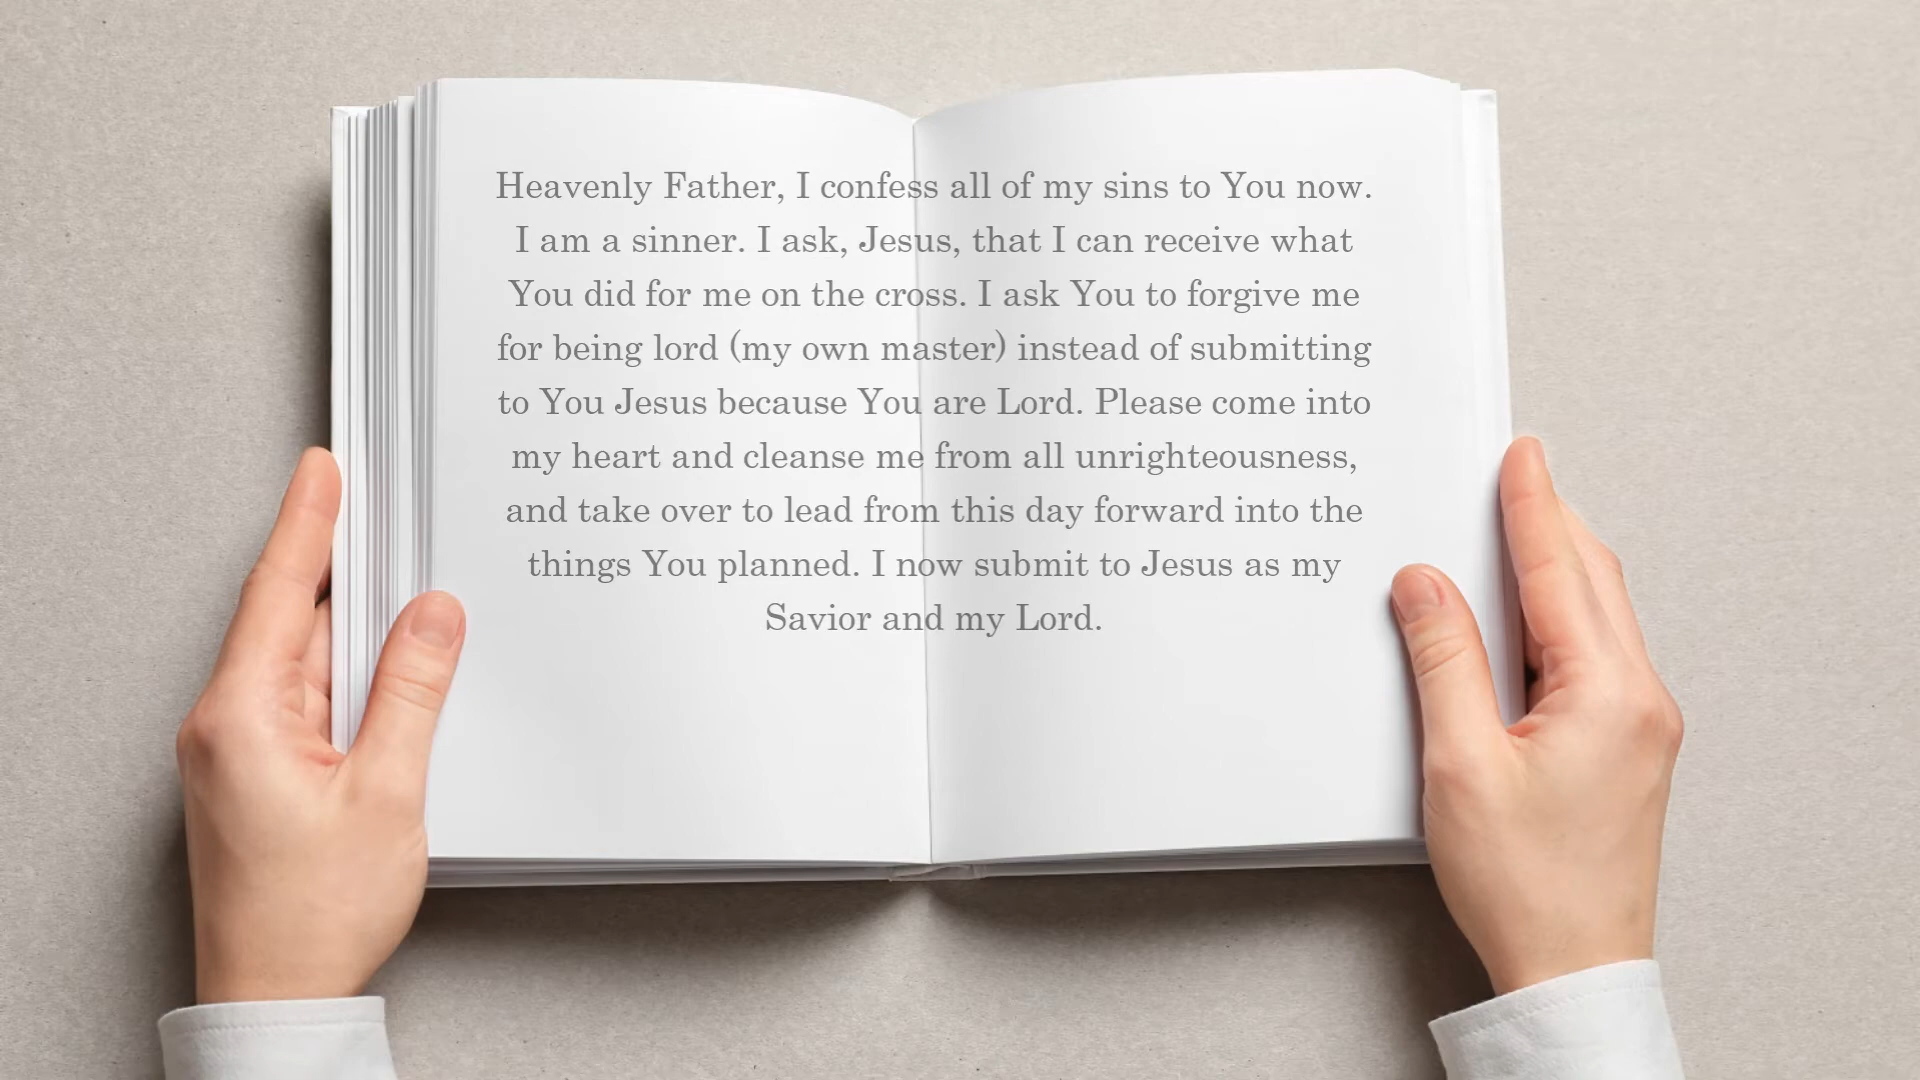 Heavenly Father, I confess all of my sins to You now.
I am a sinner. I ask, Jesus, that I can receive what
You did for me on the cross. I ask You to forgive me
for being lord (my own master) instead of submitting
to You Jesus because You are Lord. Please come into
my heart and cleanse me from all unrighteousness,
and take over to lead from this day forward into the
things You planned. I now submit to Jesus as my
Savior and my Lord.